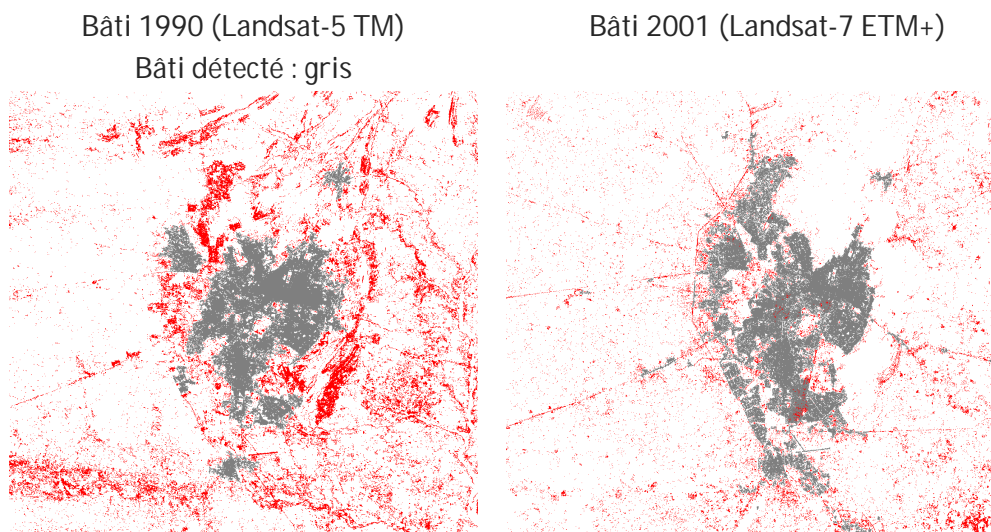 Bâti 1990 (Landsat-5 TM)
Bâti détecté : gris
Bâti 2001 (Landsat-7 ETM+)